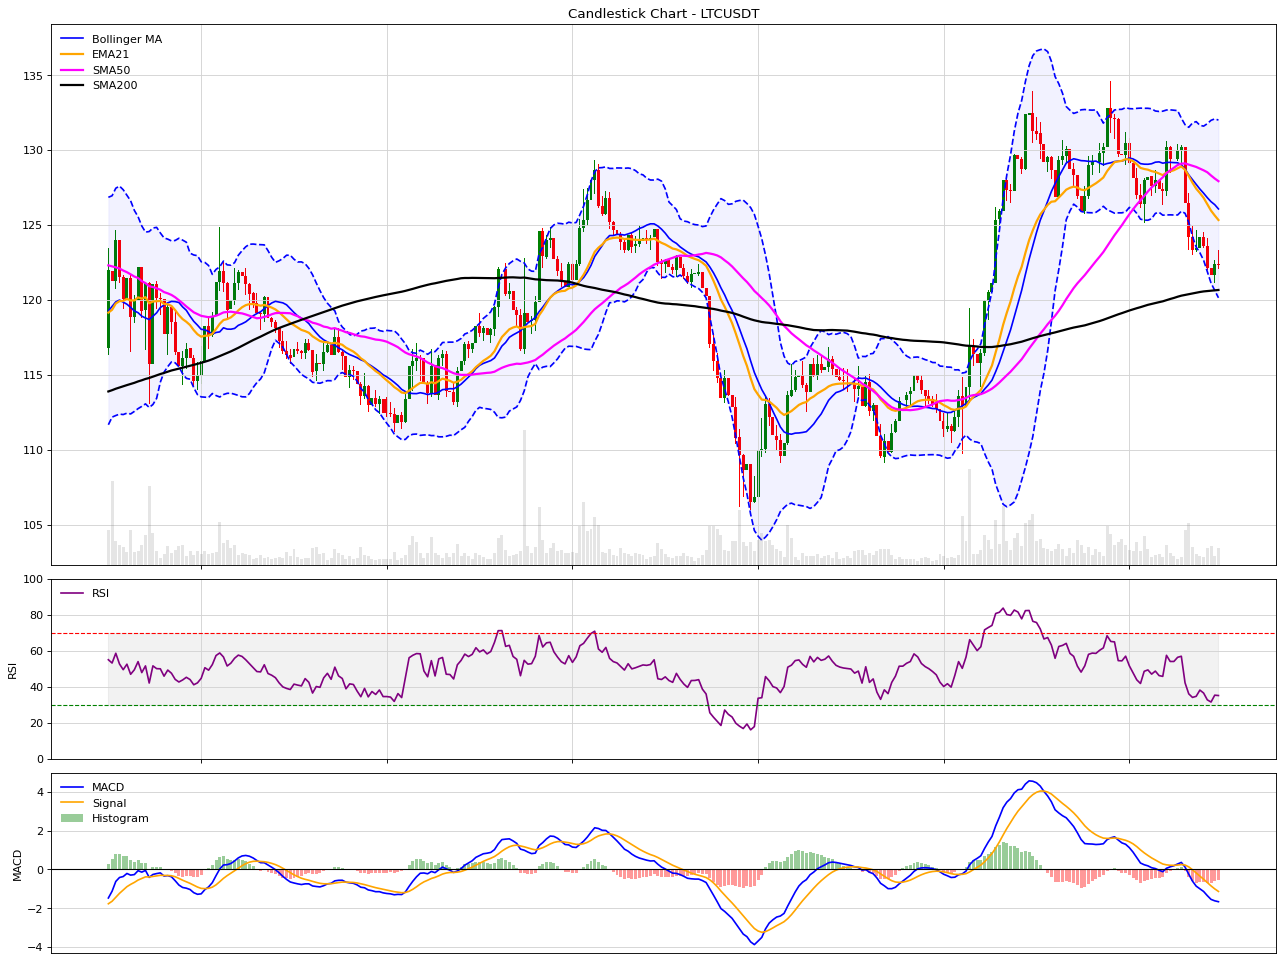 Candlestick Chart - LTCUSDT
Bollinger MA
EMA21
SMA50
SMA200
135
130
125
120
115
110
105
RSI
100
80
60
40
20
0
RSI
MACD
Signal
Histogram
4
2
0
−2
−4
MACD